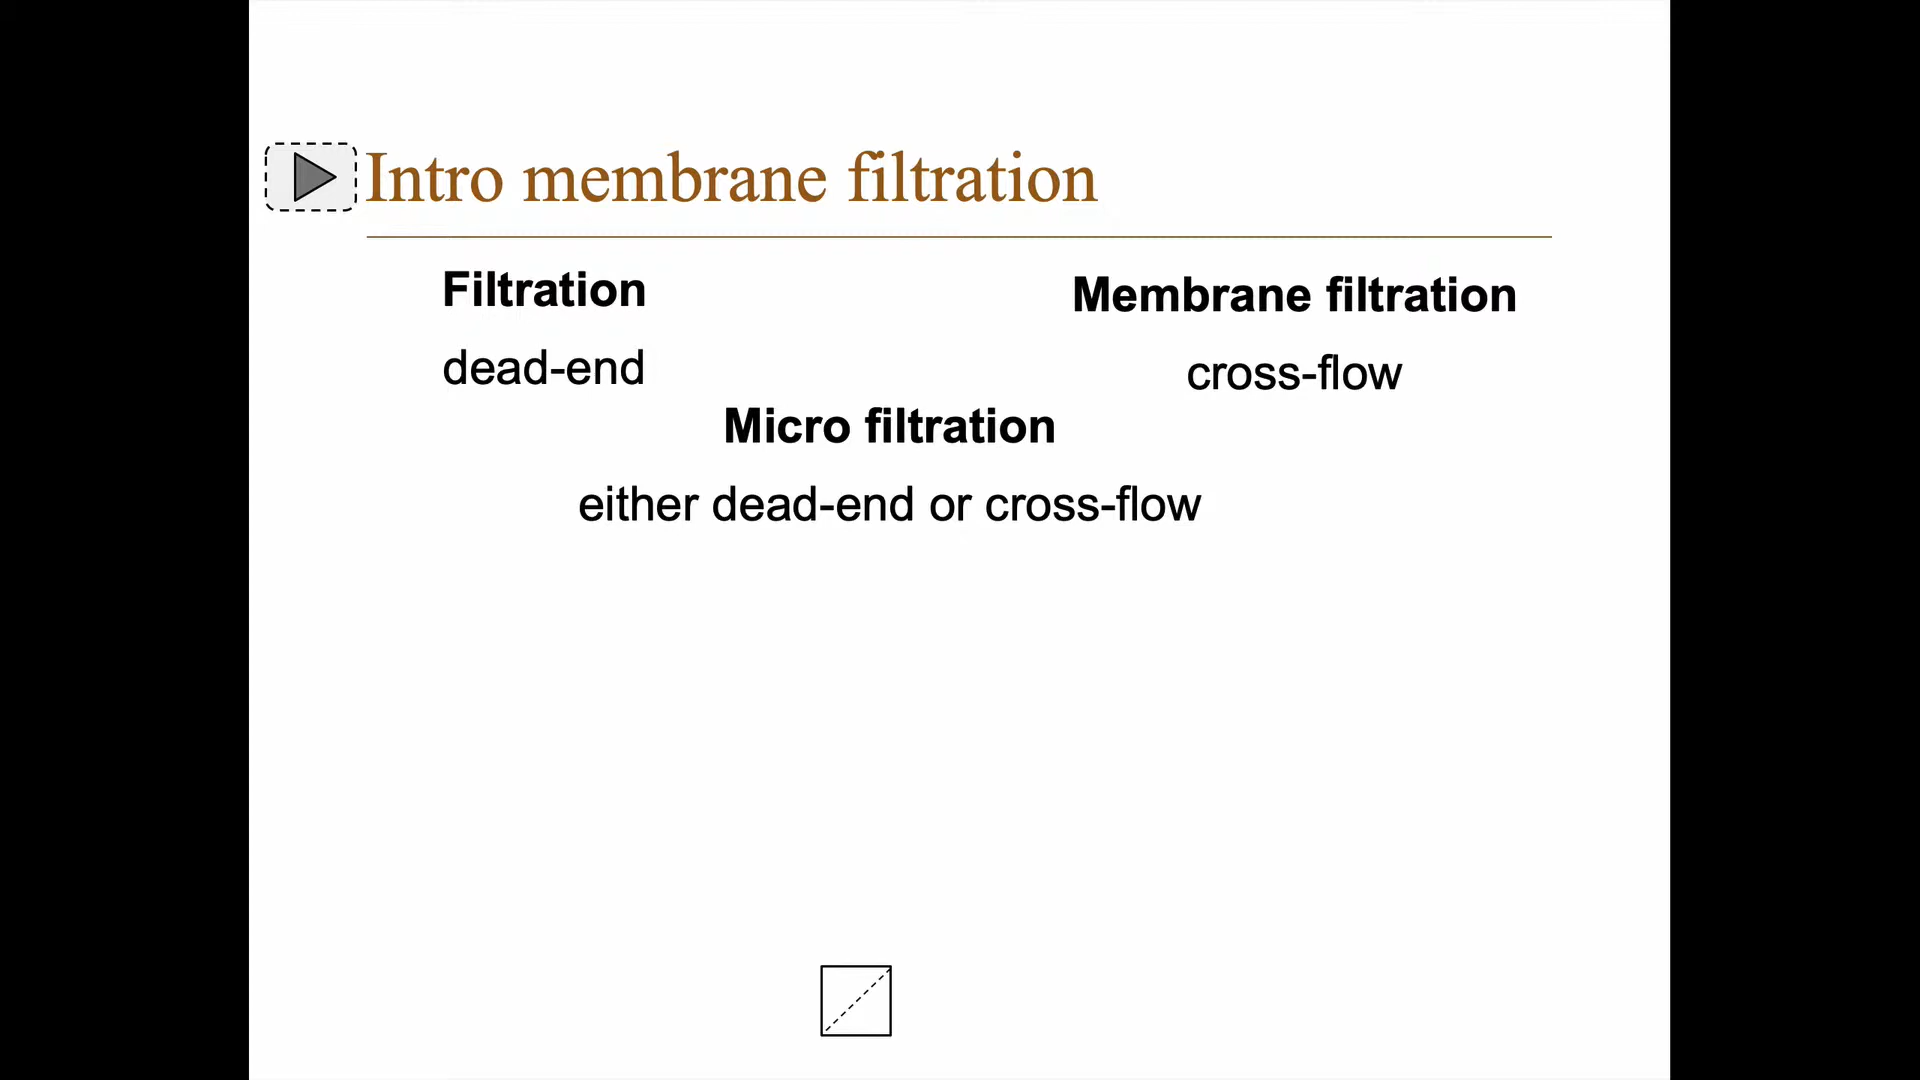 Intro membrane filtration
Filtration
Membrane filtration
dead-end
cross-flow
Micro filtration
either dead-end or cross-flow